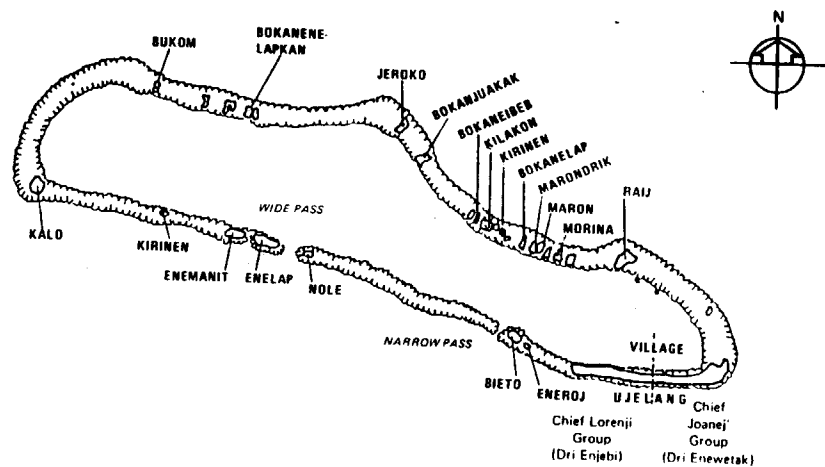 N
BUKOM
BOKANENE-
LAPKAN
JEROKO
BOKANJUAKAK
BOKANEIBEB
KILAKON
KIRINEN
BOKANELAP
MARONDRIK
MARON
MORINA
RAIJ
KALO
KIRINEN
ENEMANIT
ENELAP
WIDE PASS
NOLE
NARROW PASS
BIETO
ENEROJ
VILLAGE
UJELANG
Chief Lorenji
Group
(Dri Enjebi)
Chief
Joanej'
Group
(Dri Enewetak)